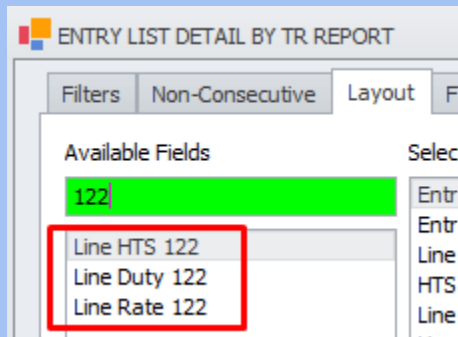 ENTRY LIST DETAIL BY TR REPORT
Filters Non-Consecutive Layout
Available Fields
122
Line HTS 122
Line Duty 122
Line Rate 122
Line
HTS
Line